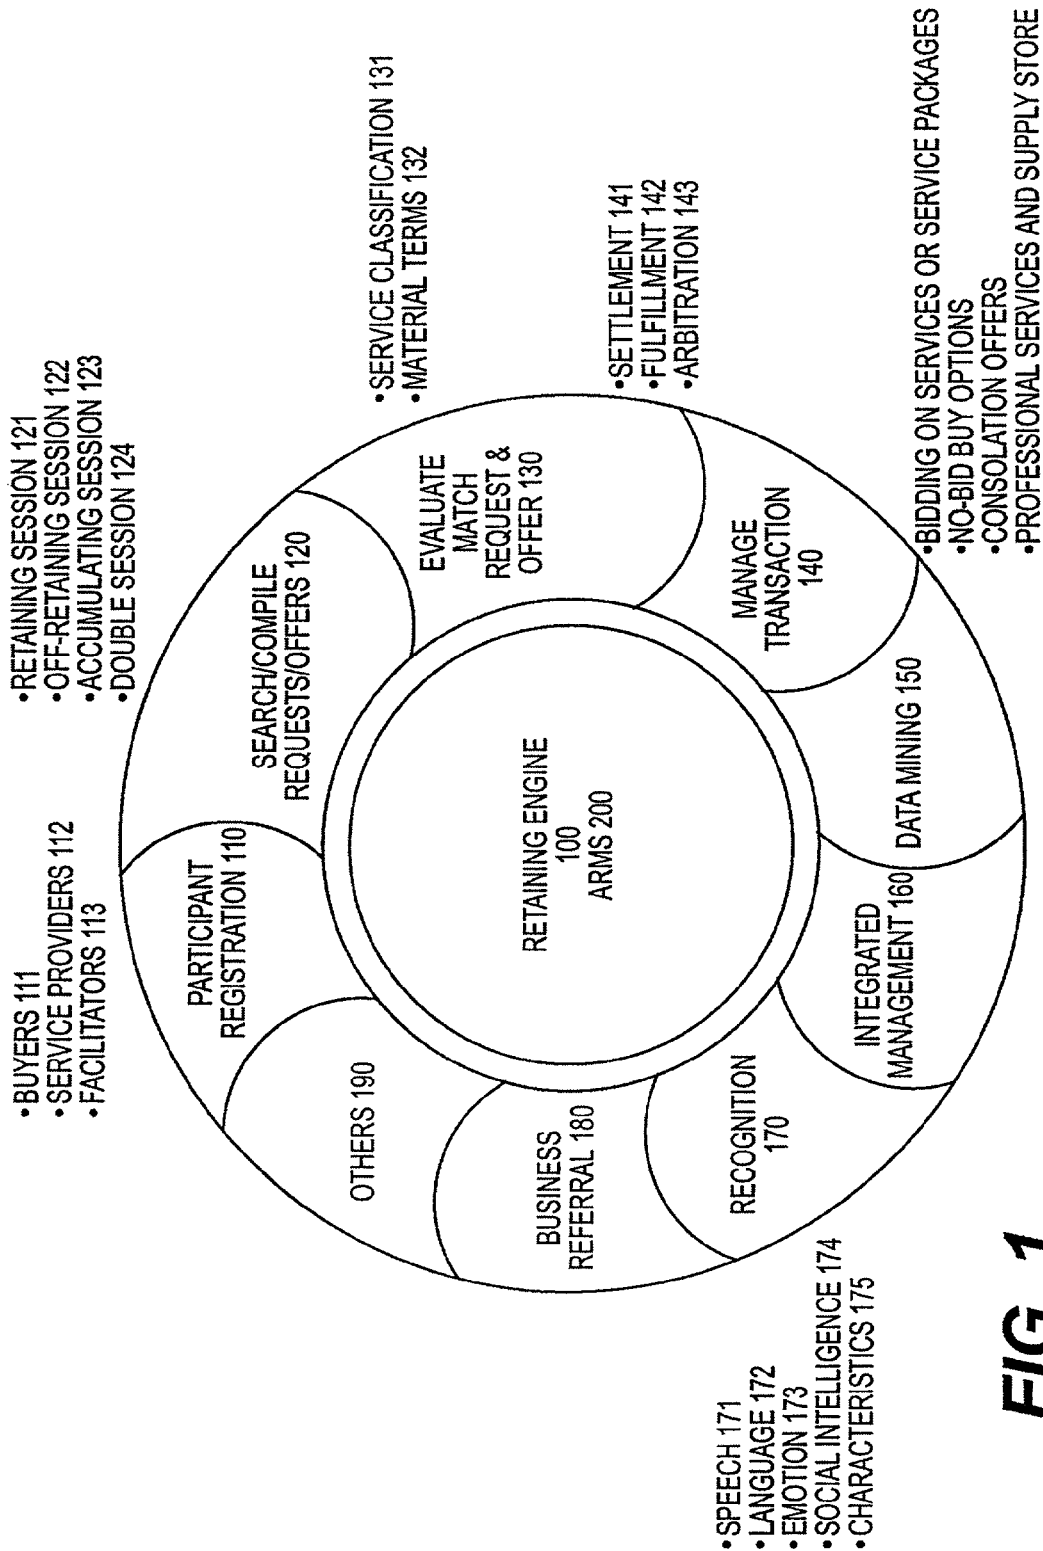 •BUYERS 111
•SERVICE PROVIDERS 112
•FACILITATORS 113
•RETAINING SESSION 121
•OFF-RETAINING SESSION 122
•ACCUMULATING SESSION 123
•DOUBLE SESSION 124
•SERVICE CLASSIFICATION 131
•MATERIAL TERMS 132
•SETTLEMENT 141
•FULFILLMENT 142
•ARBITRATION 143
•BIDDING ON SERVICES OR SERVICE PACKAGES
•NO-BID BUY OPTIONS
•CONSOLATION OFFERS
•PROFESSIONAL SERVICES AND SUPPLY STORE
•SPEECH 171
•LANGUAGE 172
•EMOTION 173
•SOCIAL INTELLIGENCE 174
•CHARACTERISTICS 175
PARTICIPANT
REGISTRATION 110
SEARCH/COMPILE
REQUESTS/OFFERS 120
EVALUATE
MATCH
REQUEST &
OFFER 130
MANAGE
TRANSACTION
140
DATA MINING 150
INTEGRATED
MANAGEMENT 160
RECOGNITION
170
BUSINESS
REFERRAL 180
OTHERS 190
RETAINING ENGINE
100
ARMS 200
FIG. 1